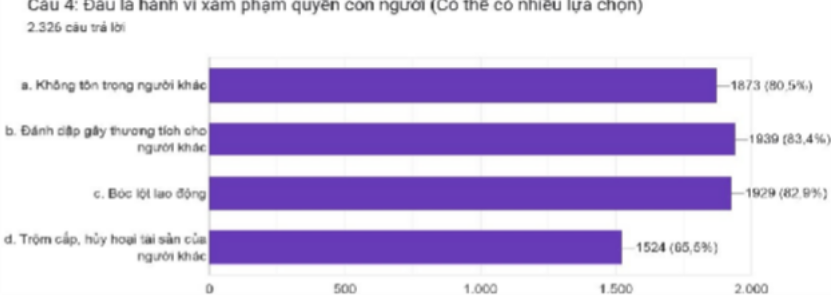 Câu 4: Đâu là hành vi xâm phạm quyền con người (Có thể có nhiều lựa chọn)
2.326 câu trả lời
a. Không tôn trọng người khác
1873 (80,5%)
b. Đánh đập gây thương tích cho
người khác
1939 (83,4%)
c. Bóc lột lao động
1929 (82,9%)
d. Trộm cắp, hủy hoại tài sản của
người khác
1524 (65,5%)
0 500 1.000 1.500 2.000